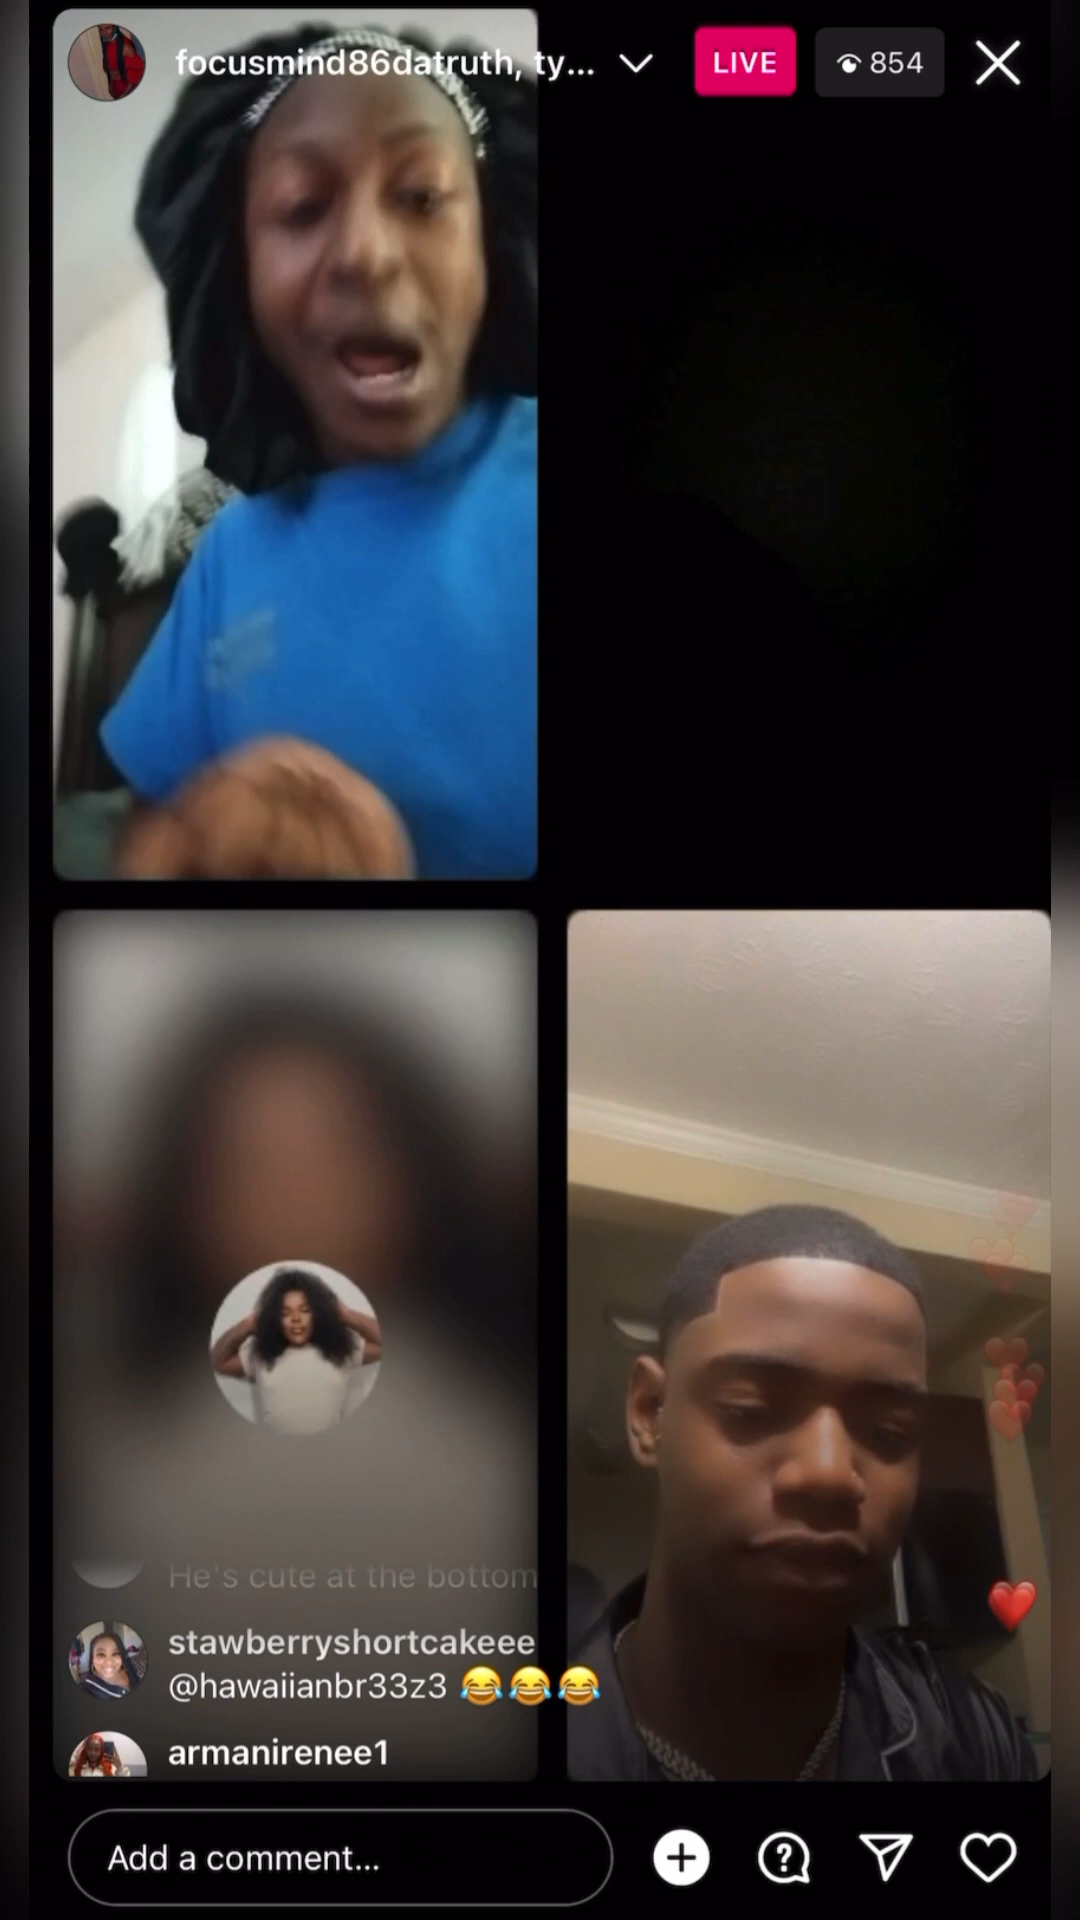 focusmind86datruth, ty...
LIVE
854
He's cute at the bottom
stawberryshortcakeee
@hawaiianbr33z3 😂😂😂
armanirenee1
Add a comment...